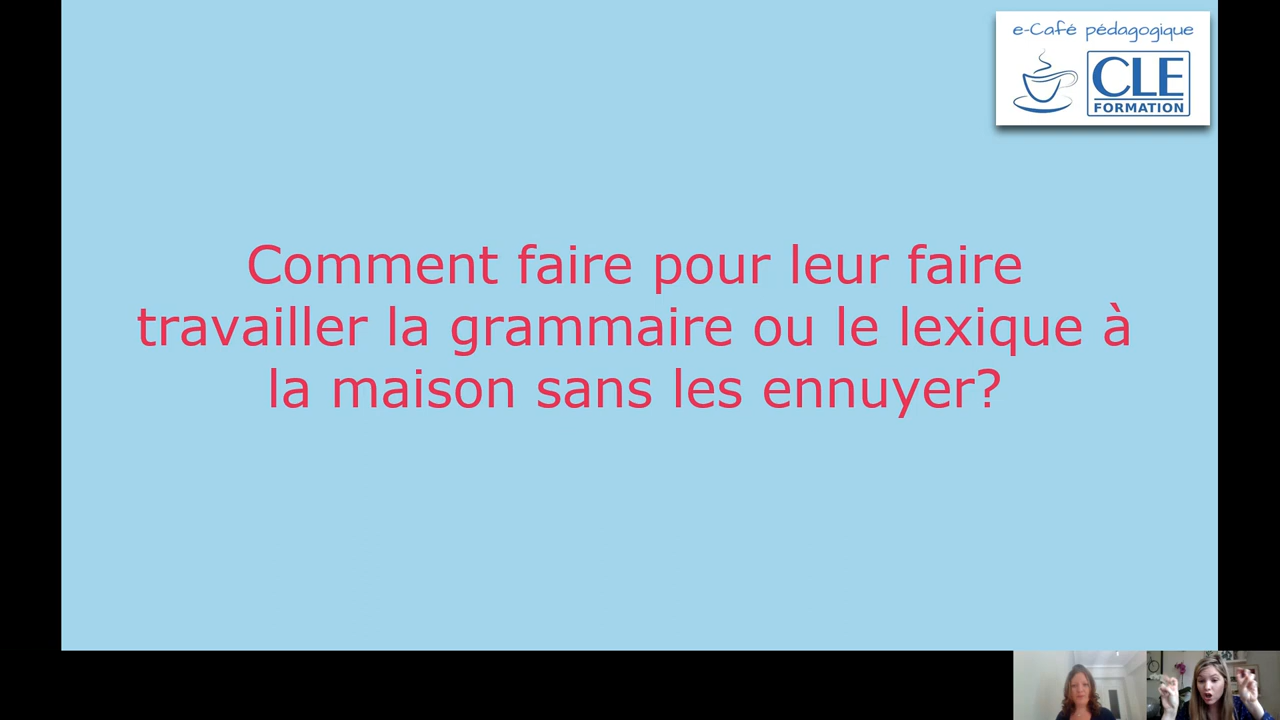 e-Café pédagogique
CLE
FORMATION
Comment faire pour leur faire
travailler la grammaire ou le lexique à
la maison sans les ennuyer?